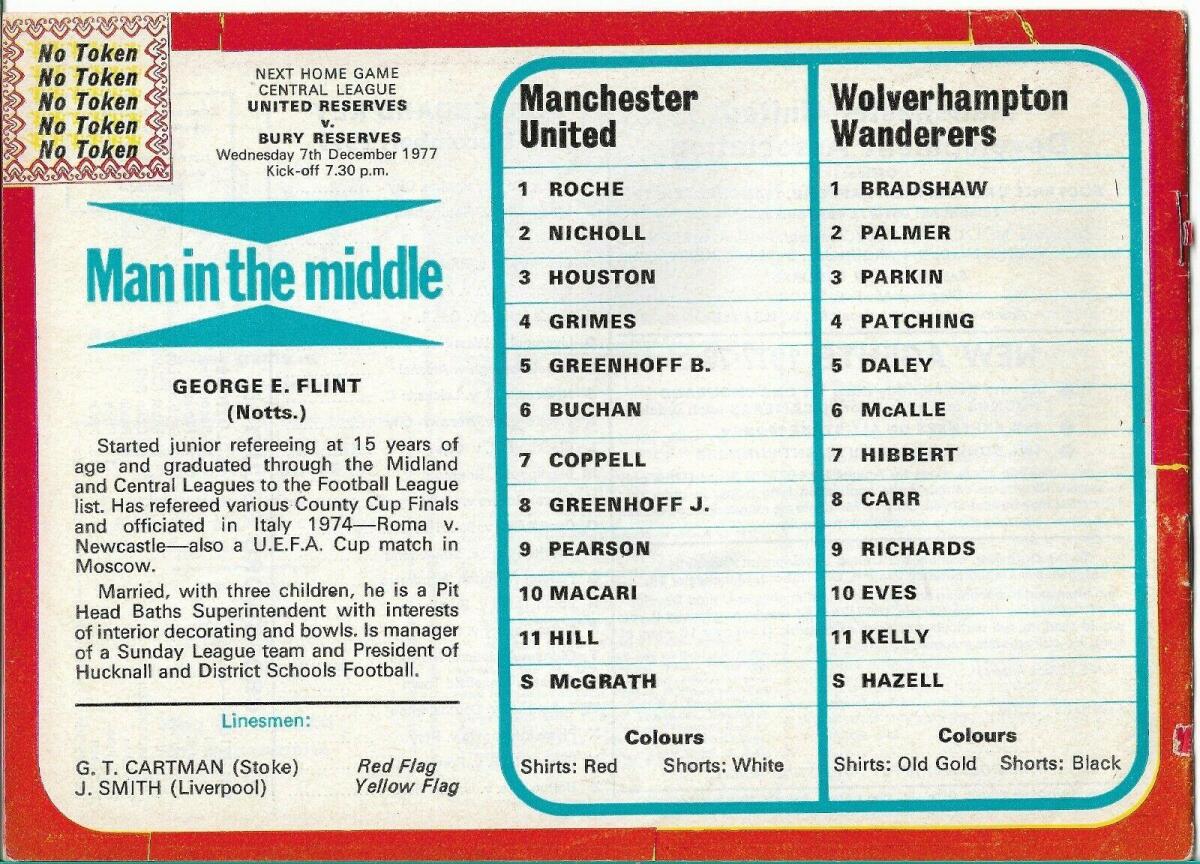 No Token
No Token
No Token
No Token
No Token
NEXT HOME GAME
CENTRAL LEAGUE
UNITED RESERVES
v.
BURY RESERVES
Wednesday 7th December 1977
Kick-off 7.30 p.m.
Man in the middle
GEORGE E. FLINT
(Notts.)
Started junior refereeing at 15 years of
age and graduated through the Midland
and Central Leagues to the Football League
list. Has refereed various County Cup Finals
and officiated in Italy 1974—Roma v.
Newcastle—also a U.E.F.A. Cup match in
Moscow.
Married, with three children, he is a Pit
Head Baths Superintendent with interests
of interior decorating and bowls. Is manager
of a Sunday League team and President of
Hucknall and District Schools Football.
Linesmen:
G. T. CARTMAN (Stoke) Red Flag
J. SMITH (Liverpool) Yellow Flag
Manchester
United
1 ROCHE
2 NICHOLL
3 HOUSTON
4 GRIMES
5 GREENHOFF B.
6 BUCHAN
7 COPPELL
8 GREENHOFF J.
9 PEARSON
10 MACARI
11 HILL
S McGRATH
Colours
Shirts: Red Shorts: White
Wolverhampton
Wanderers
1 BRADSHAW
2 PALMER
3 PARKIN
4 PATCHING
5 DALEY
6 McALLE
7 HIBBERT
8 CARR
9 RICHARDS
10 EVES
11 KELLY
S HAZELL
Colours
Shirts: Old Gold Shorts: Black